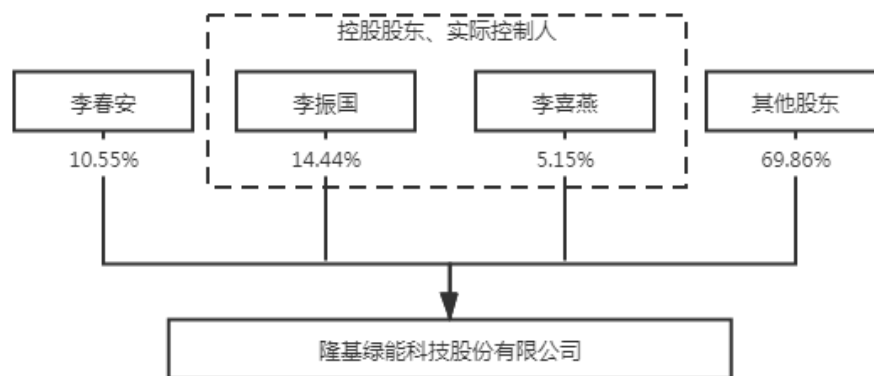 控股股东、实际控制人
李春安
李振国
李喜燕
其他股东
10.55%
14.44%
5.15%
69.86%
隆基绿能科技股份有限公司